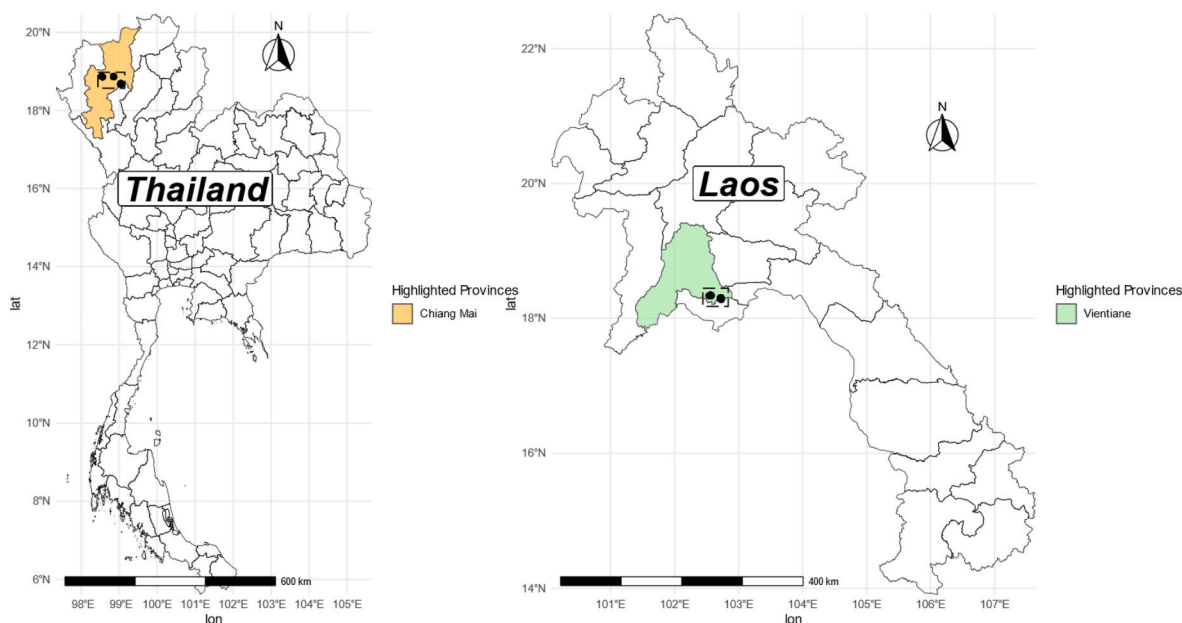 20°N
18°N
16°N
14°N
12°N
10°N
8°N
6°N
lat
N
Thailand
600 km
98°E 99°E 100°E 101°E 102°E 103°E 104°E 105°E
lon
Highlighted Provinces
Chiang Mai
22°N
20°N
18°N
16°N
14°N
lat
N
Laos
400 km
101°E 102°E 103°E 104°E 105°E 106°E 107°E
lon
Highlighted Provinces
Vientiane